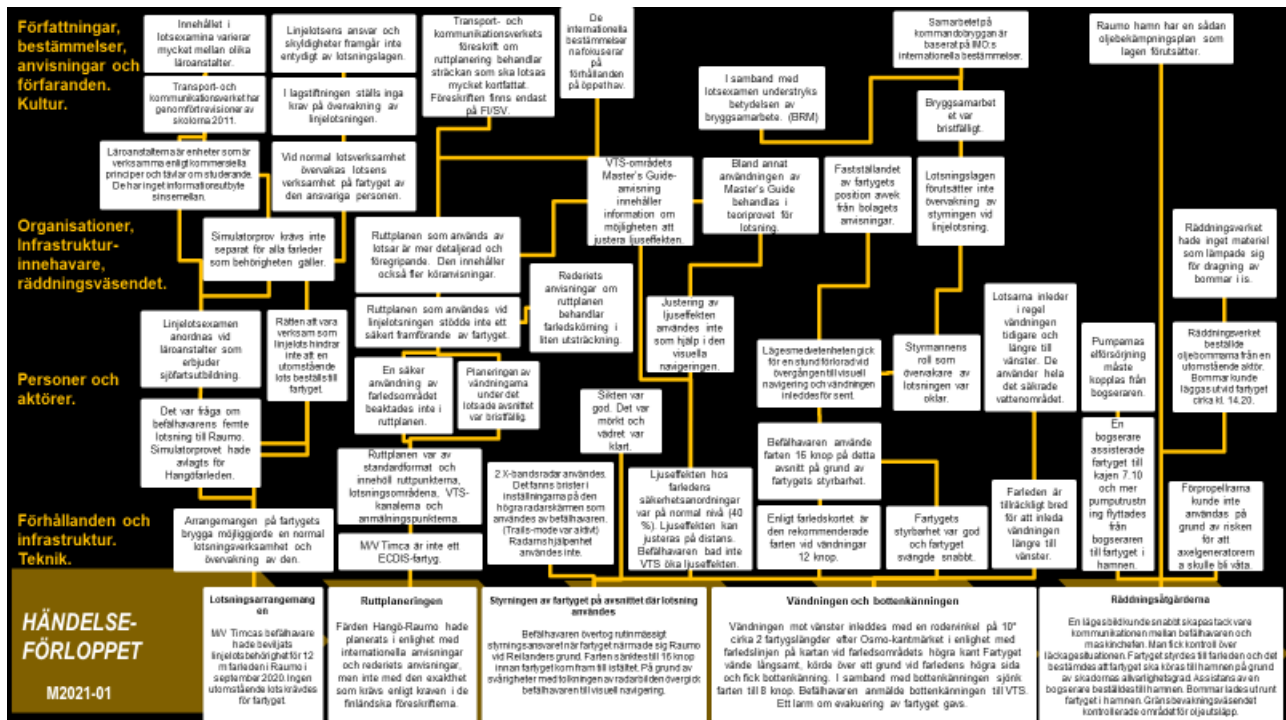 Författningar,
bestämmelser,
anvisningar och
förfaranden.
Kultur.
Innehållet i
lotsexamina varierar
mycket mellan olika
läroanstalter.
Transport- och
kommunikationsverket har
genomfört revisioner av
skolorna 2011.
Läroanstalterna är enheter som är
verksamma enligt kommersiella
principer och tävlar om studerande.
De har inget informationsutbyte
sinsemellan.
Linjelotsens ansvar och
skyldigheter framgår inte
entydigt av lotsningslagen.
I lagstiftningen ställs inga
krav på övervakning av
linjelotsningen.
Vid normal lotsverksamhet
övervakas lotsens
verksamhet på fartyget av
den ansvariga personen.
Transport- och
kommunikationsverkets
föreskrift om
ruttplanering behandlar
sträckan som ska lotsas
mycket kortfattat.
Föreskriften finns endast
på FI/SV.
De
internationella
bestämmelser
na fokuserar
på
förhållanden
på öppet hav.
I samband med
lotsexamen understryks
betydelsen av
bryggsamarbete. (BRM)
Samarbetet på
kommandobryggan är
baserat på IMO:s
internationella bestämmelser.
Bryggsamarbet
et var
bristfälligt.
Raumo hamn har en sådan
oljebekämpningsplan som
lagen förutsätter.
VTS-områdets
Master's Guide-
anvisning
innehåller
information om
möjligheten att
justera ljuseffekten.
Bland annat
användningen av
Master's Guide
behandlas i
teoriprovet för
lotsning.
Fastställandet
av fartygets
position avvek
från bolagets
anvisningar.
Lotsningslagen
förutsätter inte
övervakning av
styrningen vid
linjelotsning.
Organisationer,
Infrastruktur-
innehavare,
räddningsväsendet.
Simulatorprov krävs inte
separat för alla farleder
som behörigheten gäller.
Ruttplanen som används av
lotsar är mer detaljerad och
föregripande. Den innehåller
också fler köranvisningar.
Ruttplanen som användes vid
linjelotsningen stödde inte ett
säkert framförande av fartyget.
Rederiets
anvisningar om
ruttplanen
behandlar
farledskörning i
liten utsträckning.
Räddningsverket
hade inget materiel
som lämpade sig
för dragning av
bommar i is.
Linjelotsexamen
anordnas vid
läroanstalter som
erbjuder
sjöfartsutbildning.
Rätten att vara
verksam som
linjelots hindrar
inte att en
utomstående
lots beställs till
fartyget.
Justering av
ljuseffekten
användes inte
som hjälp i den
visuella
navigeringen.
Lägesmedvetenheten gick
för en stund förlorad vid
övergången till visuell
navigering och vändningen
inleddes för sent.
Styrmannens
roll som
övervakare av
lotsningen var
oklar.
Lotsarna inleder
i regel
vändningen
tidigare och
längre till
vänster. De
använder hela
det säkrade
vattenområdet.
Pumparnas
elförsörjning
måste
kopplas från
bogseraren.
Räddningsverket
beställde
oljebommarna från en
utomstående aktör.
Bommar kunde
läggas ut vid fartyget
cirka kl. 14.20.
Personer och
aktörer.
Det var fråga om
befälhavarens femte
lotsning till Raumo.
Simulatorprovet hade
avlagts för
Hangöfarleden.
En säker
användning av
farledsområdet
beaktades inte i
ruttplanen.
Planeringen av
vändningarna
under det
lotsade avsnittet
var bristfällig.
Sikten var
god. Det var
mörkt och
vädret var
klart.
Befälhavaren använde
farten 16 knop på detta
avsnitt på grund av
fartygets styrbarhet.
En
bogserare
assisterade
fartyget till
kajen 7.10
och mer
pumputrustn
ing flyttades
från
bogseraren
till fartyget i
hamnen.
Förpropellrarna
kunde inte
användas på
grund av risken
för att
axelgeneratorern
a skulle bli våta.
Förhållanden och
infrastruktur.
Teknik.
Arrangemangen på fartygets
brygga möjliggjorde en normal
lotsningsverksamhet och
övervakning av den.
Ruttplanen var av
standardformat och
innehöll ruttpunkterna,
lotsningsområdena, VTS-
kanalerna och
anmälningspunkterna.
M/V Timca är inte ett
ECDIS-fartyg.
2 X-bandsradar användes.
Det fanns brister i
inställningarna på den
högra radarskärmen som
användes av befälhavaren.
(Trails-mode var aktivt)
Radarnshjälpenhet
användes inte.
Ljuseffekten hos
farledens
säkerhetsanordningar
var på normal nivå (40
%). Ljuseffekten kan
justeras på distans.
Befälhavaren bad inte
VTS öka ljuseffekten.
Enligt farledskortet är
den rekommenderade
farten vid vändningar
12 knop.
Fartygets
styrbarhet var
god och fartyget
svängde snabbt.
Farleden är
tillräckligt bred
för att inleda
vändningen
längre till
vänster.
HÄNDELSE-
FÖRLOPPET
M2021-01
Lotsningsarrangemang
en
M/V Timcas befälhavare
hade beviljats
linjelotsbehörighet för 12
m farleden i Raumo i
september 2020. Ingen
utomstående lots krävdes
för fartyget.
Ruttplaneringen
Färden Hangö-Raumo hade
planerats i enlighet med
internationella anvisningar
och rederiets anvisningar,
men inte med den exakthet
som krävs enligt kraven i de
finländska föreskrifterna.
Styrningen av fartyget på avsnittet där lotsning
användes
Befälhavaren övertog rutinmässigt
styrningsansvaret när fartyget närmade sig Raumo
vid Reilanders grund. Farten sänktes till 16 knop
innan fartyget kom fram till isfältet. På grund av
svårigheter med tolkningen av radarbilden övergick
befälhavaren till visuell navigering.
Vändningen och bottenkänningen
Vändningen mot vänster inleddes med en rodervinkel på 10°
cirka 2 fartygslängder efter Osmo-kantmärket i enlighet med
farledslinjen på kartan vid farledsområdets högre kant Fartyget
vände långsamt, körde över ett grund vid farledens högra sida
och fick bottenkänning. I samband med bottenkänningen sjönk
farten till 8 knop. Befälhavaren anmälde bottenkänningen till VTS.
Ett larm om evakuering av fartyget gavs.
Räddningsåtgärderna
En lägesbild kunde snabbt skapas tack vare
kommunikationen mellan befälhavaren och
maskinchefen. Man fick kontroll över
läckagesituationen. Fartyget styrdes till farleden och det
bestämdes att fartyget ska köras till hamnen på grund
av skadornas allvarlighetsgrad. Assistans av en
bogserare beställdes till hamnen. Bommar lades ut runt
fartyget i hamnen. Gränsbevakningsväsendet
kontrollerade området för oljeutsläpp.